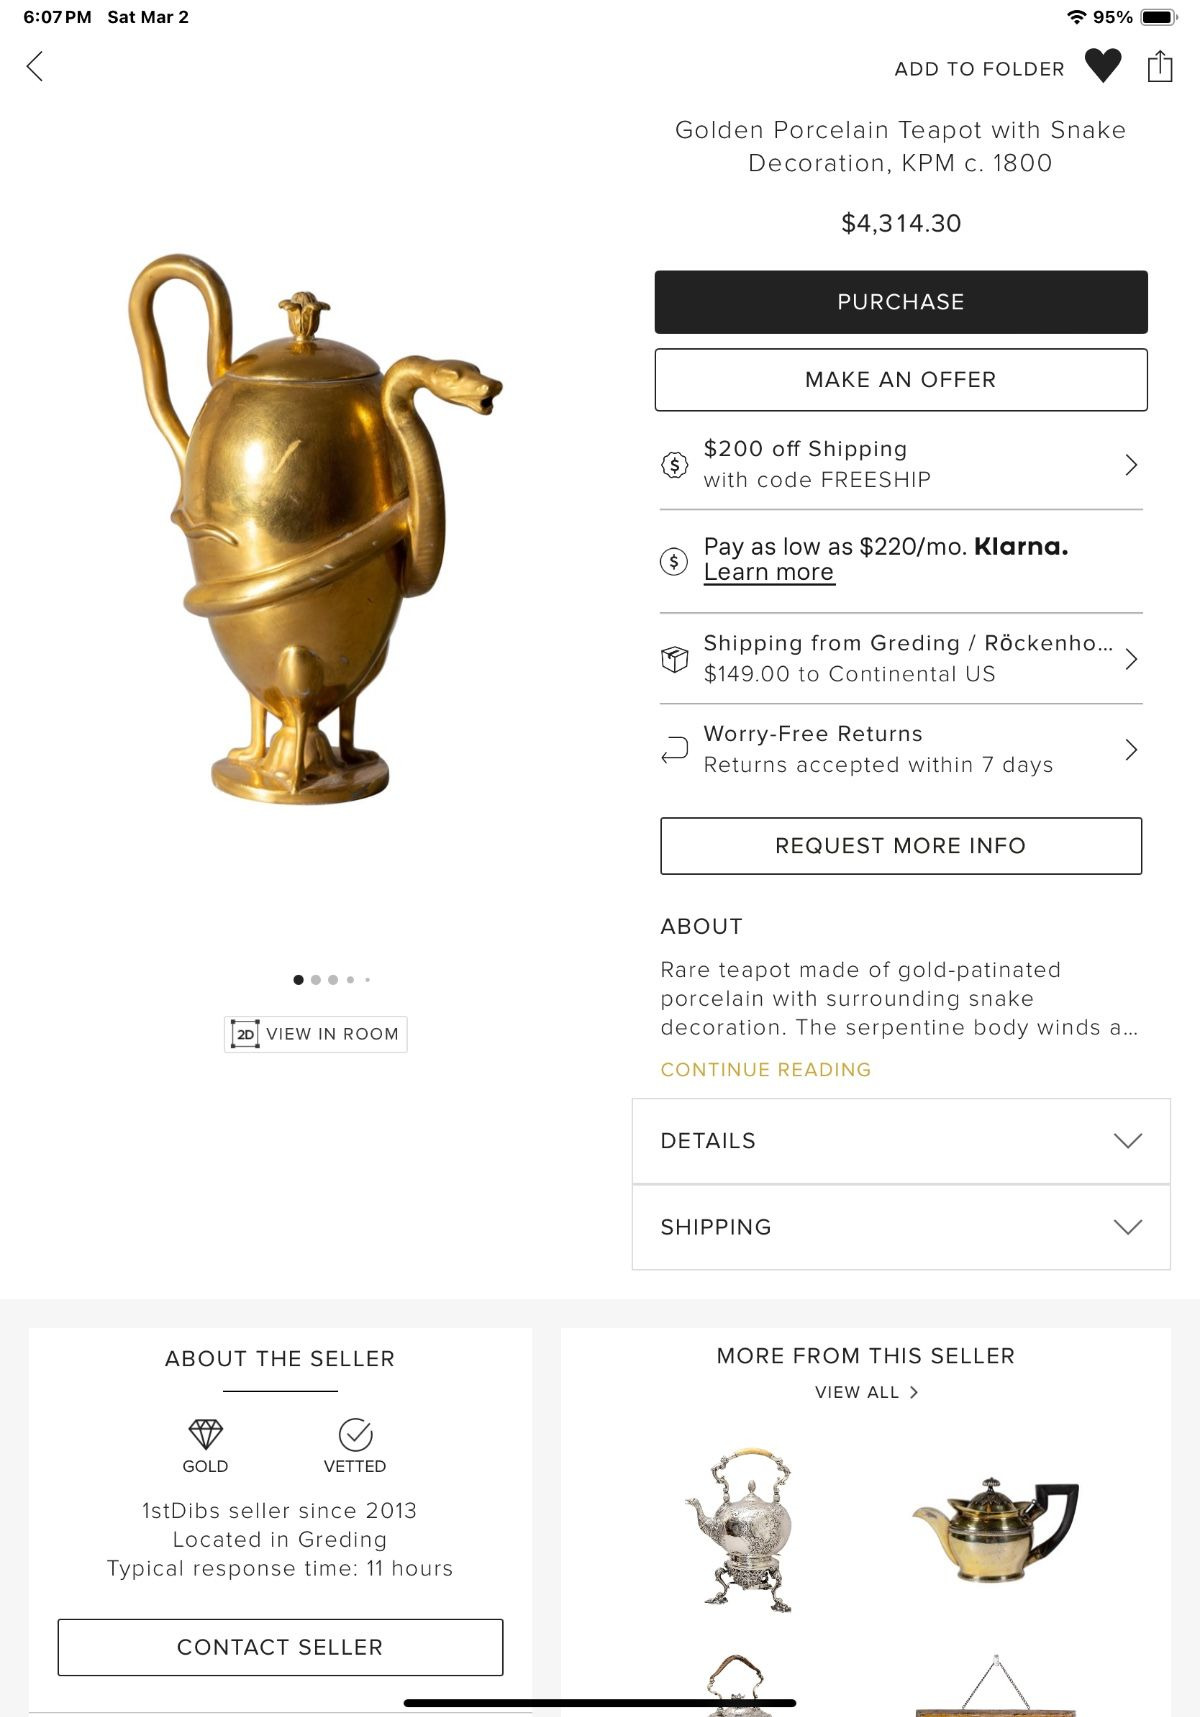 6:07 PM Sat Mar 2
95%
ADD TO FOLDER
Golden Porcelain Teapot with Snake
Decoration, KPM c. 1800
$4,314.30
PURCHASE
MAKE AN OFFER
$200 off Shipping
with code FREESHIP
Pay as low as $220/mo. Klarna.
Learn more
Shipping from Greding / Röckenho...
$149.00 to Continental US
Worry-Free Returns
Returns accepted within 7 days
REQUEST MORE INFO
ABOUT
Rare teapot made of gold-patinated
porcelain with surrounding snake
decoration. The serpentine body winds a...
CONTINUE READING
2D VIEW IN ROOM
DETAILS
SHIPPING
ABOUT THE SELLER
GOLD
VETTED
1stDibs seller since 2013
Located in Greding
Typical response time: 11 hours
CONTACT SELLER
MORE FROM THIS SELLER
VIEW ALL